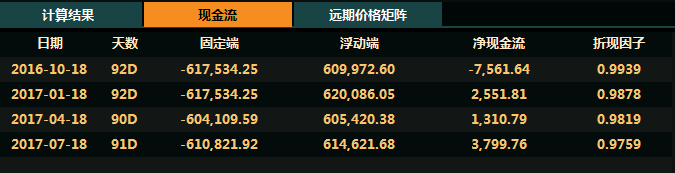 计算结果 现金流 远期价格矩阵
日期 天数 固定端 浮动端 净现金流 折现因子
2016-10-18 92D -617,534.25 609,972.60 -7,561.64 0.9939
2017-01-18 92D -617,534.25 620,086.05 2,551.81 0.9878
2017-04-18 90D -604,109.59 605,420.38 1,310.79 0.9819
2017-07-18 91D -610,821.92 614,621.68 3,799.76 0.9759